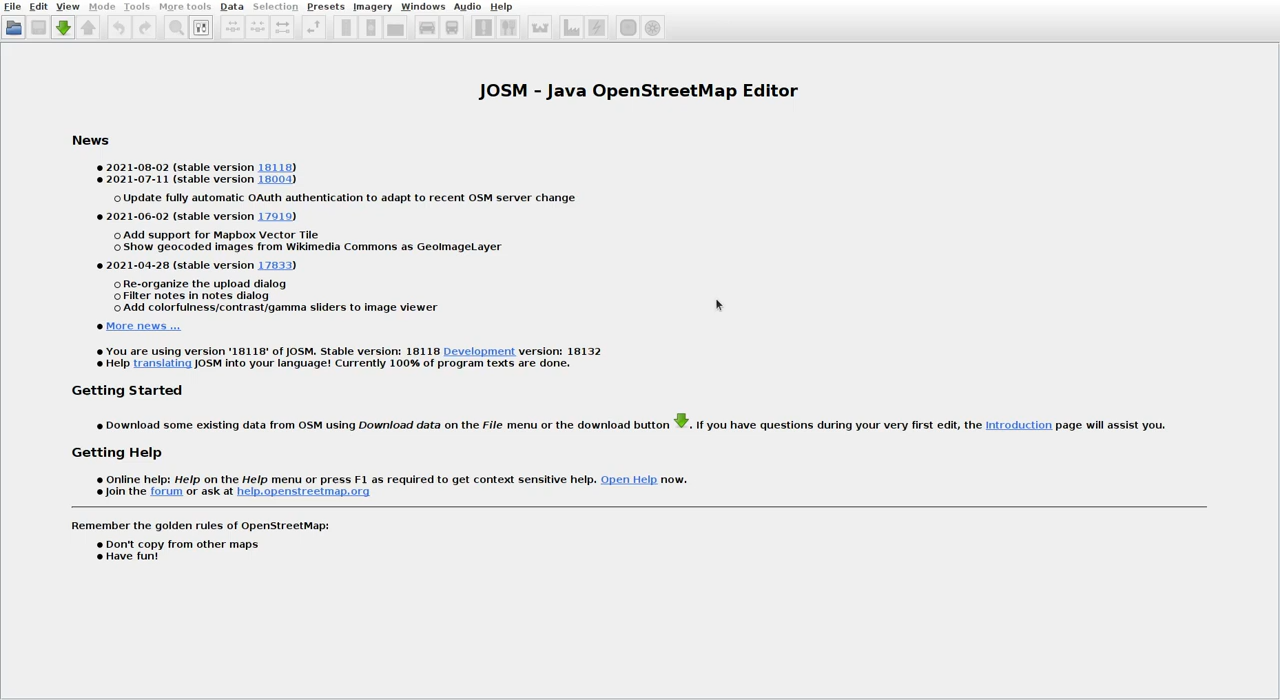 File Edit View Mode Tools More tools Data Selection Presets Imagery Windows Audio Help
JOSM – Java OpenStreetMap Editor
News
2021-08-02 (stable version 18118)
2021-07-11 (stable version 18004)
Update fully automatic OAuth authentication to adapt to recent OSM server change
2021-06-02 (stable version 17919)
Add support for Mapbox Vector Tile
Show geocoded images from Wikimedia Commons as GeoImageLayer
2021-04-28 (stable version 17833)
Re-organize the upload dialog
Filter notes in notes dialog
Add colorfulness/contrast/gamma sliders to image viewer
More news ...
You are using version '18118' of JOSM. Stable version: 18118 Development version: 18132
Help translating JOSM into your language! Currently 100% of program texts are done.
Getting Started
Download some existing data from OSM using Download data on the File menu or the download button . If you have questions during your very first edit, the Introduction page will assist you.
Getting Help
Online help: Help on the Help menu or press F1 as required to get context sensitive help. Open Help now.
Join the forum or ask at help.openstreetmap.org
Remember the golden rules of OpenStreetMap:
Don't copy from other maps
Have fun!